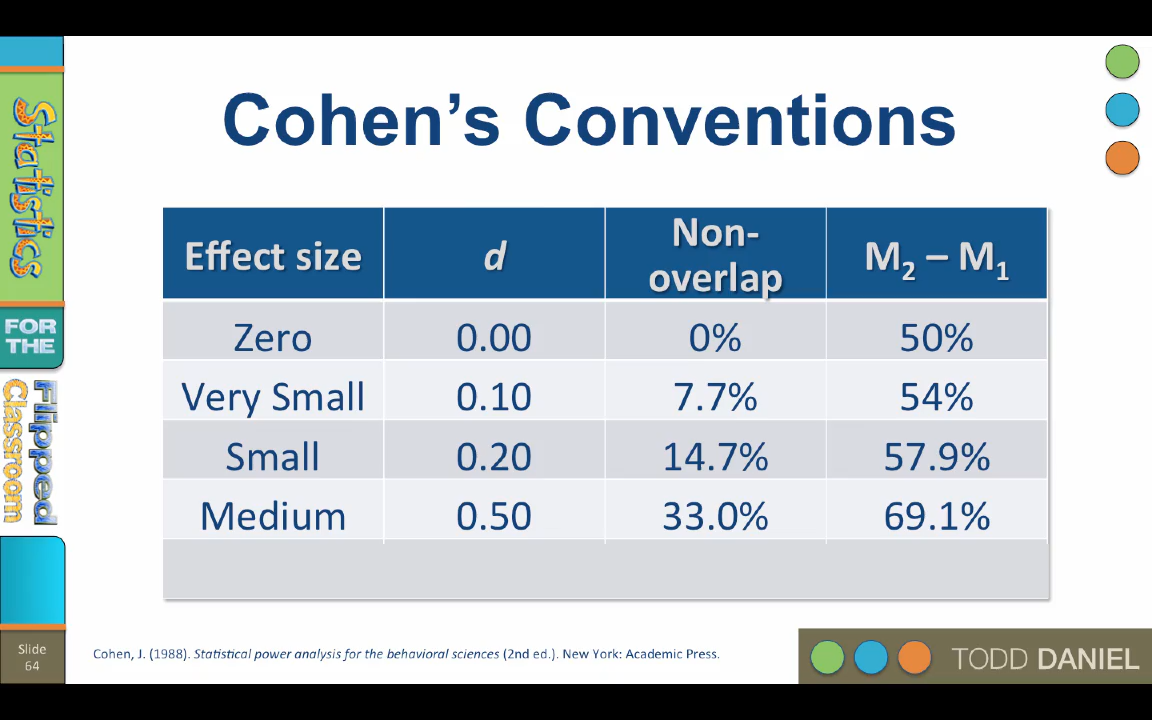 Cohen's Conventions
Effect size d Non-overlap M₂ – M₁
Zero 0.00 0% 50%
Very Small 0.10 7.7% 54%
Small 0.20 14.7% 57.9%
Medium 0.50 33.0% 69.1%
Statistics
FOR THE
Flipped Classroom
Slide
64
Cohen, J. (1988). Statistical power analysis for the behavioral sciences (2nd ed.). New York: Academic Press.
TODD DANIEL